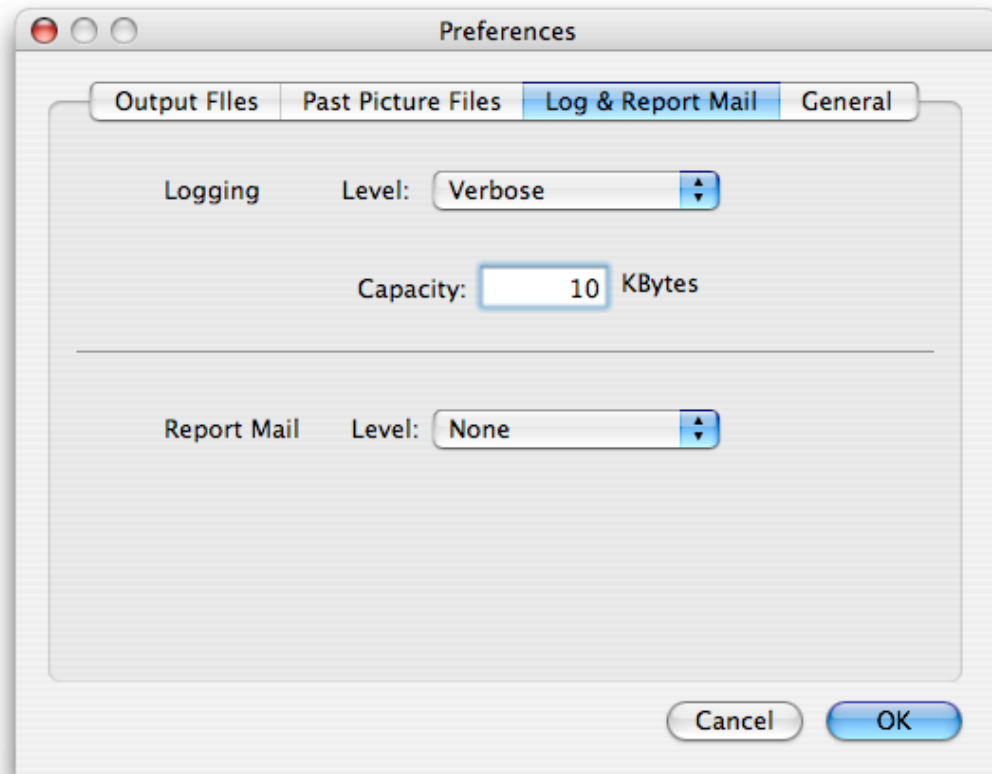 Preferences
Output FIles Past Picture Files Log & Report Mail General
Logging Level: Verbose
Capacity: 10 KBytes
Report Mail Level: None
Cancel OK